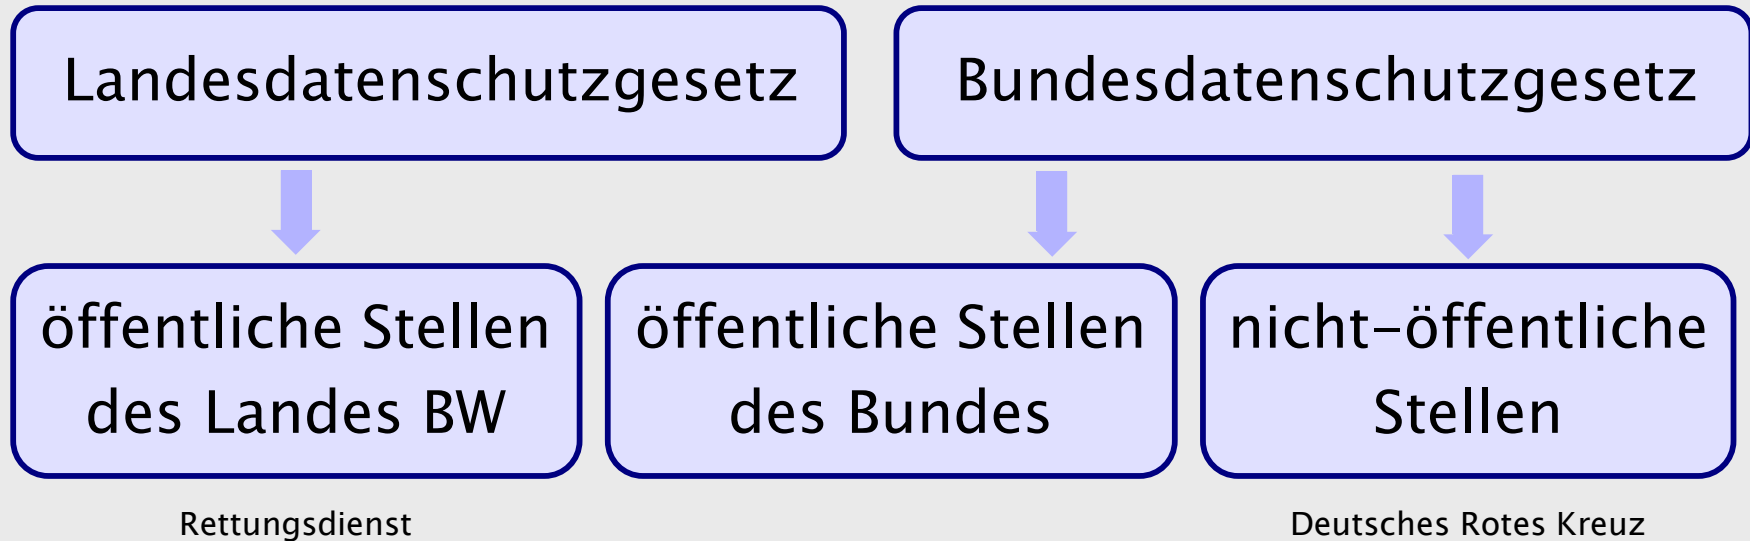 Landesdatenschutzgesetz
Bundesdatenschutzgesetz
öffentliche Stellen
des Landes BW
öffentliche Stellen
des Bundes
nicht-öffentliche
Stellen
Rettungsdienst
Deutsches Rotes Kreuz